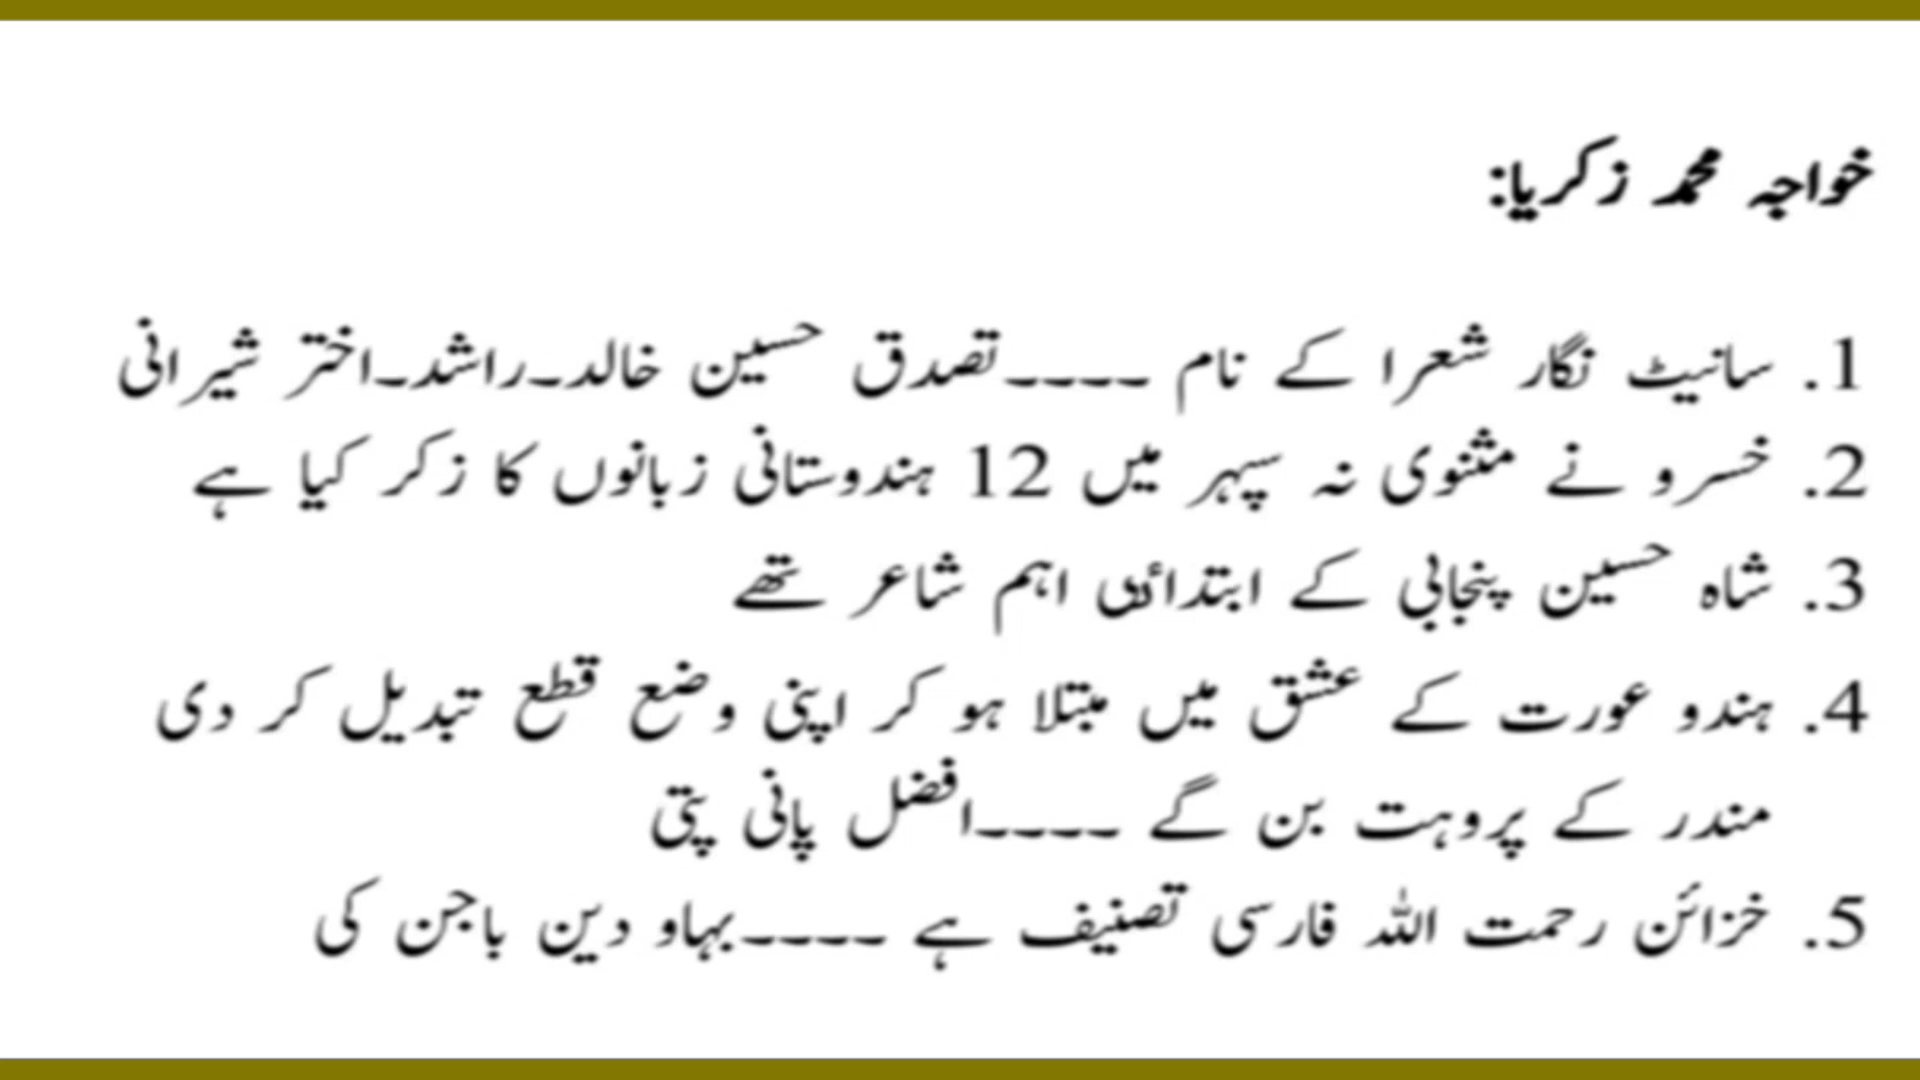 خواجہ محمد زکریا:
1. سانیٹ نگار شعرا کے نام ۔۔۔۔تصدق حسین خالد۔راشد۔اختر شیرانی
2. خسرو نے مثنوی نہ سپہر میں 12 ہندوستانی زبانوں کا زکر کیا ہے
3. شاہ حسین پنجابی کے ابتدائی اہم شاعر تھے
4. ہندو عورت کے عشق میں مبتلا ہو کر اپنی وضع قطع تبدیل کر دی
مندر کے پروہت بن گے ۔۔۔۔افضل پانی پتی
5. خزائن رحمت اللہ فارسی تصنیف ہے ۔۔۔۔بہاو دین باجن کی